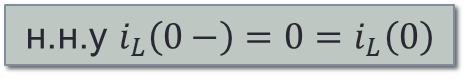 н.н.у i_L(0 −) = 0 = i_L(0)